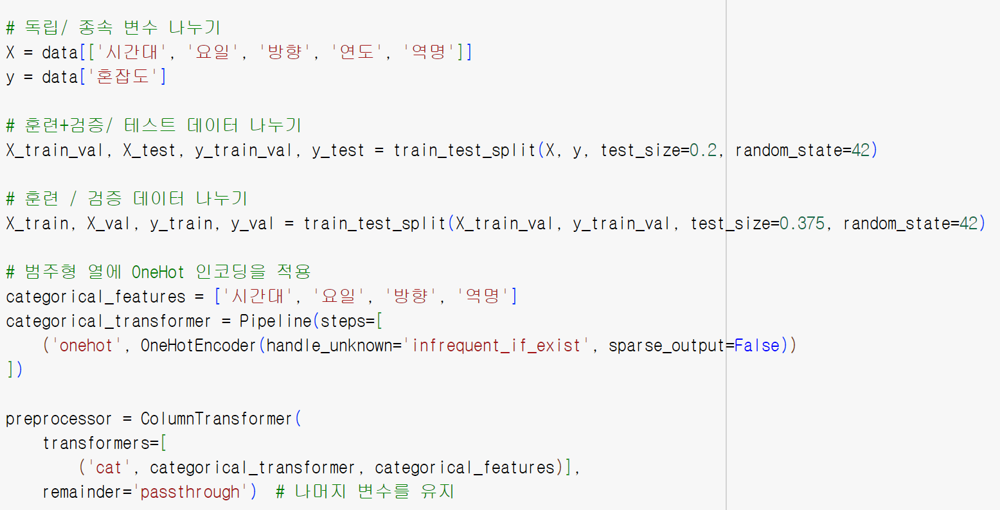 # 독립/ 종속 변수 나누기
X = data[['시간대', '요일', '방향', '연도', '역명']]
y = data['혼잡도']
# 훈련+검증/ 테스트 데이터 나누기
X_train_val, X_test, y_train_val, y_test = train_test_split(X, y, test_size=0.2, random_state=42)
# 훈련 / 검증 데이터 나누기
X_train, X_val, y_train, y_val = train_test_split(X_train_val, y_train_val, test_size=0.375, random_state=42)
# 범주형 열에 OneHot 인코딩을 적용
categorical_features = ['시간대', '요일', '방향', '역명']
categorical_transformer = Pipeline(steps=[
    ('onehot', OneHotEncoder(handle_unknown='infrequent_if_exist', sparse_output=False))
])
preprocessor = ColumnTransformer(
    transformers=[
        ('cat', categorical_transformer, categorical_features)],
    remainder='passthrough')  # 나머지 변수를 유지